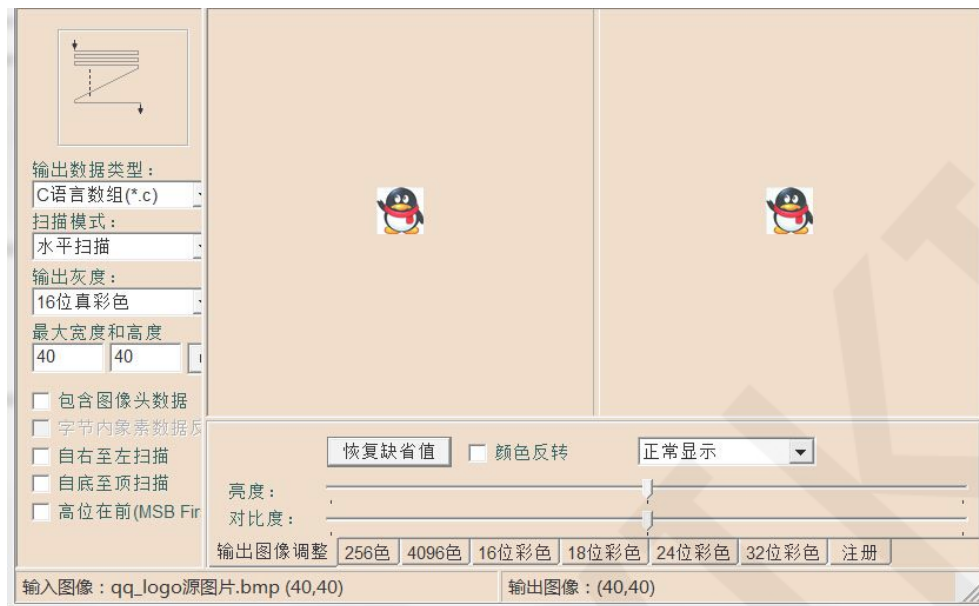 输出数据类型：
C语言数组(*.c)
扫描模式：
水平扫描
输出灰度：
16位真彩色
最大宽度和高度
40 40
包含图像头数据
字节内象素数据反
自右至左扫描
自底至顶扫描
高位在前(MSB Fir
恢复缺省值 颜色反转 正常显示
亮度：
对比度：
输出图像调整 256色 4096色 16位彩色 18位彩色 24位彩色 32位彩色 注册
输入图像：qq_logo源图片.bmp (40,40) 输出图像：(40,40)